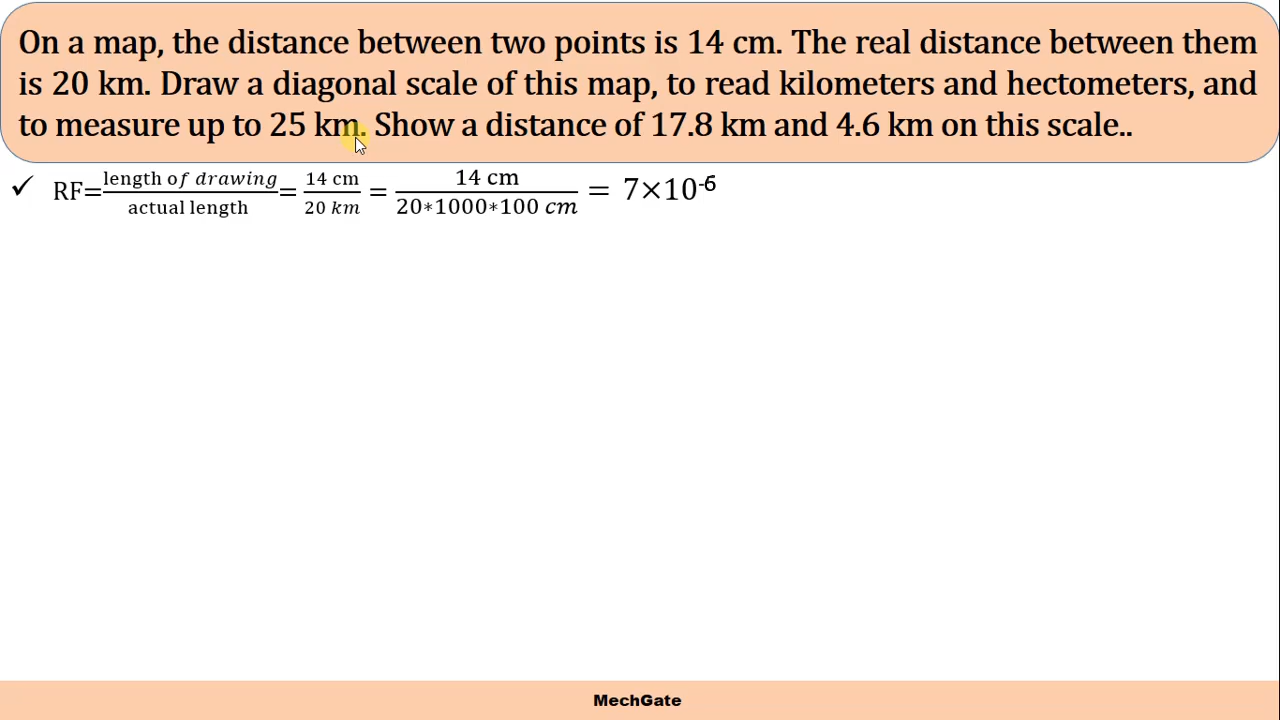 On a map, the distance between two points is 14 cm. The real distance between them
is 20 km. Draw a diagonal scale of this map, to read kilometers and hectometers, and
to measure up to 25 km. Show a distance of 17.8 km and 4.6 km on this scale..
✓ RF=length of drawing/actual length=14 cm/20 km=14 cm/20*1000*100 cm = 7×10⁻⁶
MechGate